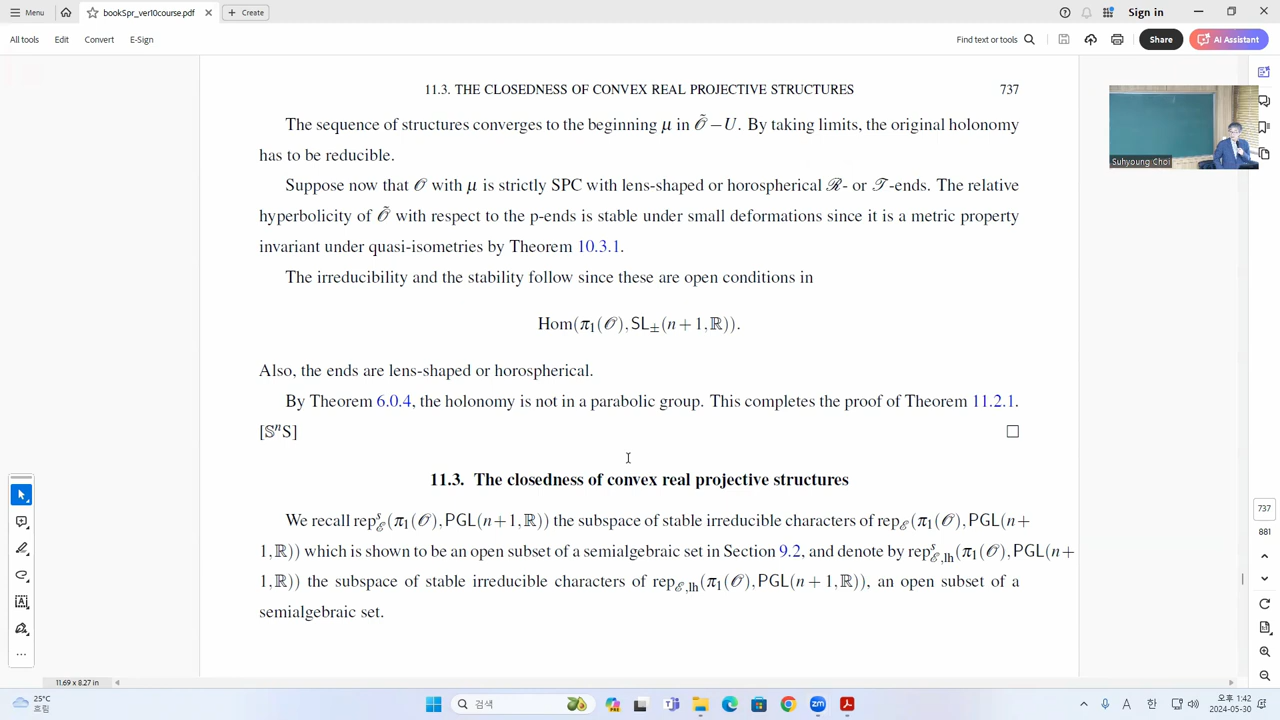 Menu
bookSpr_ver10course.pdf
Create
Sign in
All tools
Edit
Convert
E-Sign
Find text or tools
Share
AI Assistant
11.3. THE CLOSEDNESS OF CONVEX REAL PROJECTIVE STRUCTURES 737
The sequence of structures converges to the beginning μ in Õ−U. By taking limits, the original holonomy
has to be reducible.
Suppose now that 𝒪 with μ is strictly SPC with lens-shaped or horospherical ℛ- or 𝒯-ends. The relative
hyperbolicity of Õ with respect to the p-ends is stable under small deformations since it is a metric property
invariant under quasi-isometries by Theorem 10.3.1.
The irreducibility and the stability follow since these are open conditions in
Hom(π₁(𝒪), SL±(n+1,ℝ)).
Also, the ends are lens-shaped or horospherical.
By Theorem 6.0.4, the holonomy is not in a parabolic group. This completes the proof of Theorem 11.2.1.
[𝕊ⁿS] □
11.3. The closedness of convex real projective structures
We recall rep^s_ℰ(π₁(𝒪), PGL(n+1,ℝ)) the subspace of stable irreducible characters of rep_ℰ(π₁(𝒪), PGL(n+
1,ℝ)) which is shown to be an open subset of a semialgebraic set in Section 9.2, and denote by rep^s_ℰ,lh(π₁(𝒪), PGL(n+
1,ℝ)) the subspace of stable irreducible characters of rep_ℰ,lh(π₁(𝒪), PGL(n+1,ℝ)), an open subset of a
semialgebraic set.
Suhyoung Choi
737
881
11.69 x 8.27 in
25°C
흐림
검색
A
한
오후 1:42
2024-05-30